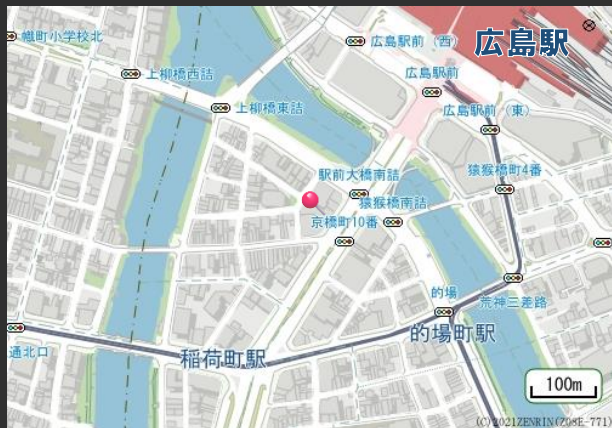 広島駅
幟町小学校北
広島駅前（西）
上柳橋西詰
広島駅前
上柳橋東詰
広島駅前（東）
駅前大橋南詰
猿猴橋町4番
猿猴橋南詰
京橋町10番
的場
荒神三差路
的場町駅
通北口
稲荷町駅
100m
(C)2021ZENRIN(Z08E-771)